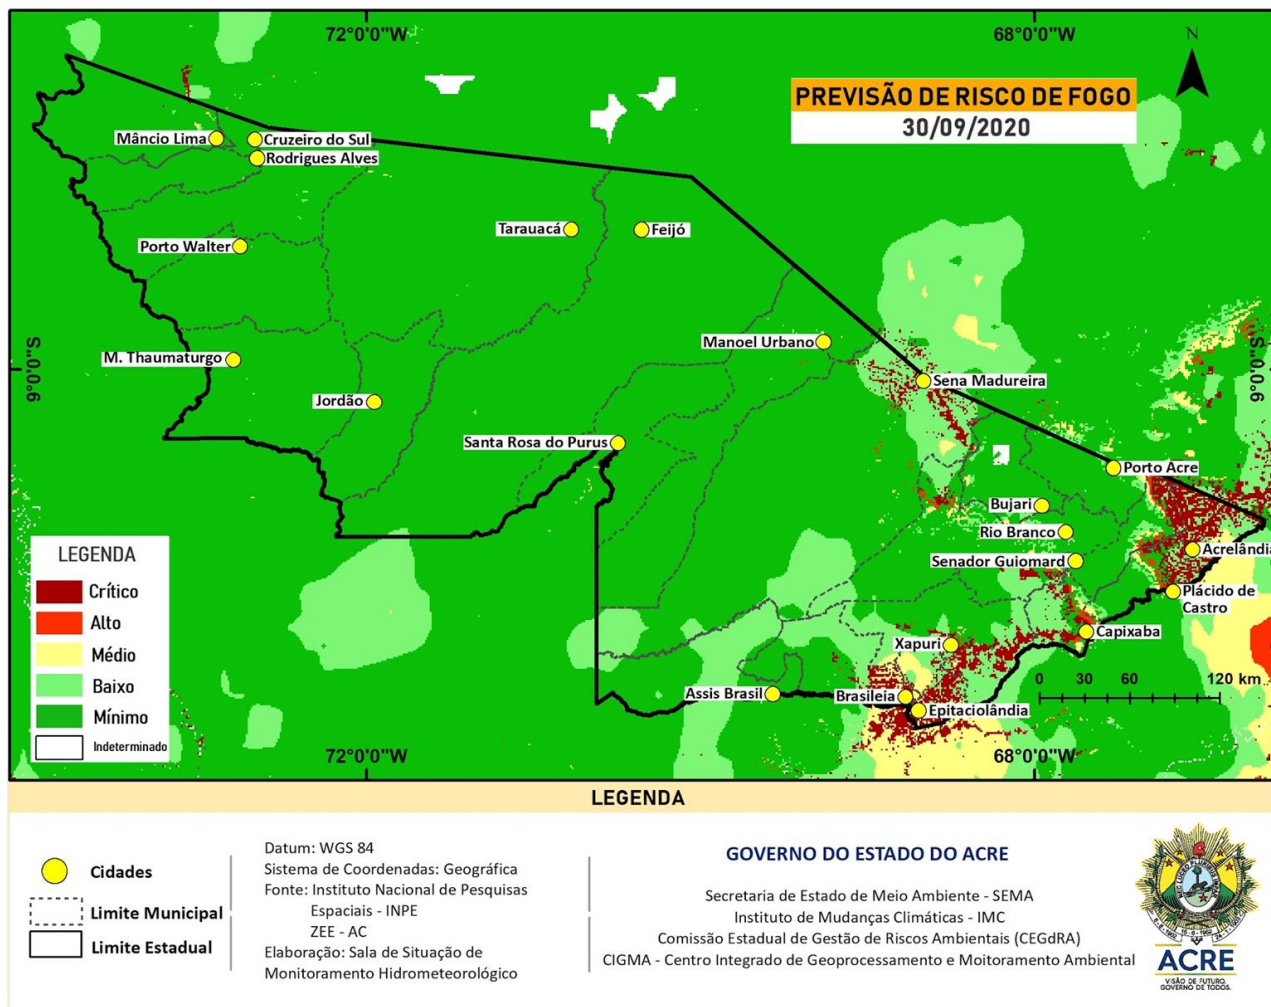 72°0'0"W
68°0'0"W
N
PREVISÃO DE RISCO DE FOGO
30/09/2020
Mâncio Lima
Cruzeiro do Sul
Rodrigues Alves
Tarauacá
Feijó
Porto Walter
Manoel Urbano
M. Thaumaturgo
9°0'0"S
9°0'0"S
Sena Madureira
Jordão
Santa Rosa do Purus
Porto Acre
Bujari
Rio Branco
Acrelândia
Senador Guiomard
Plácido de
Castro
Capixaba
Xapuri
Assis Brasil
Brasileia
Epitaciolândia
0 30 60 120 km
LEGENDA
Crítico
Alto
Médio
Baixo
Mínimo
Indeterminado
72°0'0"W
68°0'0"W
LEGENDA
Cidades
Limite Municipal
Limite Estadual
Datum: WGS 84
Sistema de Coordenadas: Geográfica
Fonte: Instituto Nacional de Pesquisas
Espaciais - INPE
ZEE - AC
Elaboração: Sala de Situação de
Monitoramento Hidrometeorológico
GOVERNO DO ESTADO DO ACRE
Secretaria de Estado de Meio Ambiente - SEMA
Instituto de Mudanças Climáticas - IMC
Comissão Estadual de Gestão de Riscos Ambientais (CEGdRA)
CIGMA - Centro Integrado de Geoprocessamento e Moitoramento Ambiental
ACRE
VISÃO DE FUTURO,
GOVERNO DE TODOS.